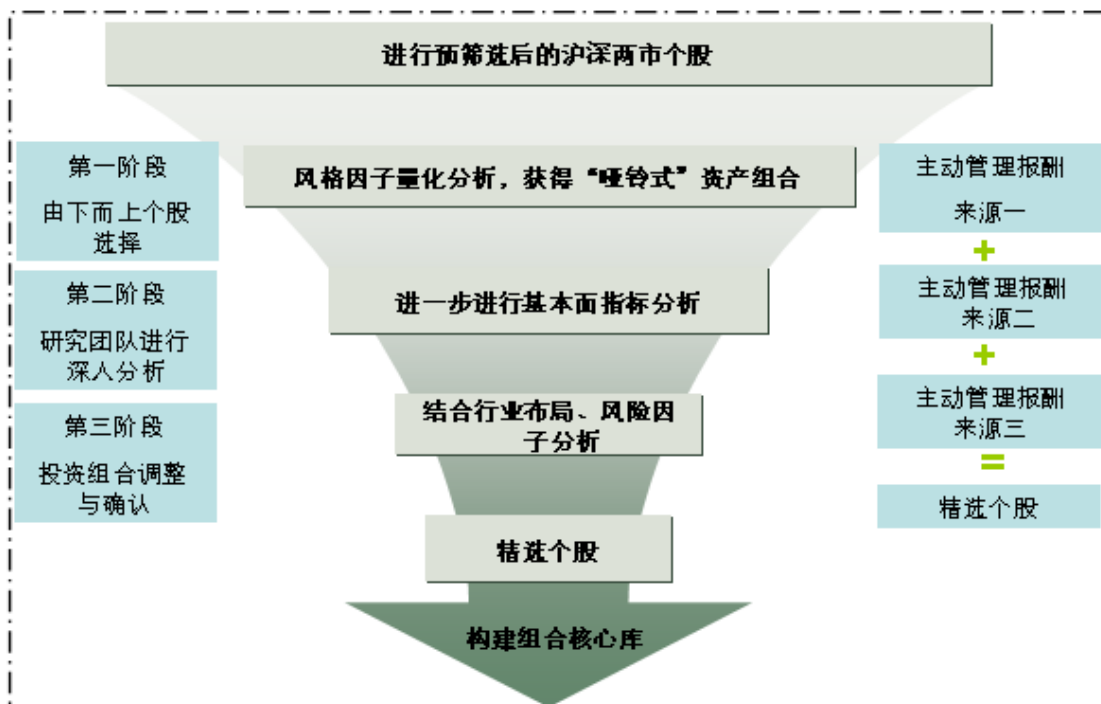 进行预筛选后的沪深两市个股
第一阶段
由下而上个股
选择
风格因子量化分析，获得“哑铃式”资产组合
主动管理报酬
来源一
+
第二阶段
研究团队进行
深入分析
进一步进行基本面指标分析
主动管理报酬
来源二
+
第三阶段
投资组合调整
与确认
结合行业布局、风险因
子分析
主动管理报酬
来源三
=
精选个股
精选个股
构建组合核心库